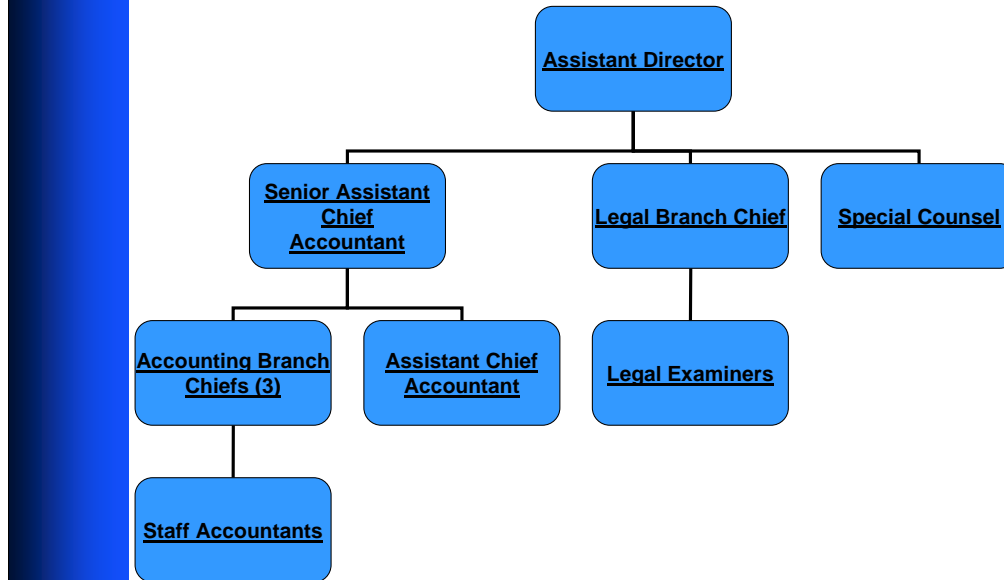 Assistant Director
Senior Assistant
Chief
Accountant
Legal Branch Chief
Special Counsel
Accounting Branch
Chiefs (3)
Assistant Chief
Accountant
Legal Examiners
Staff Accountants